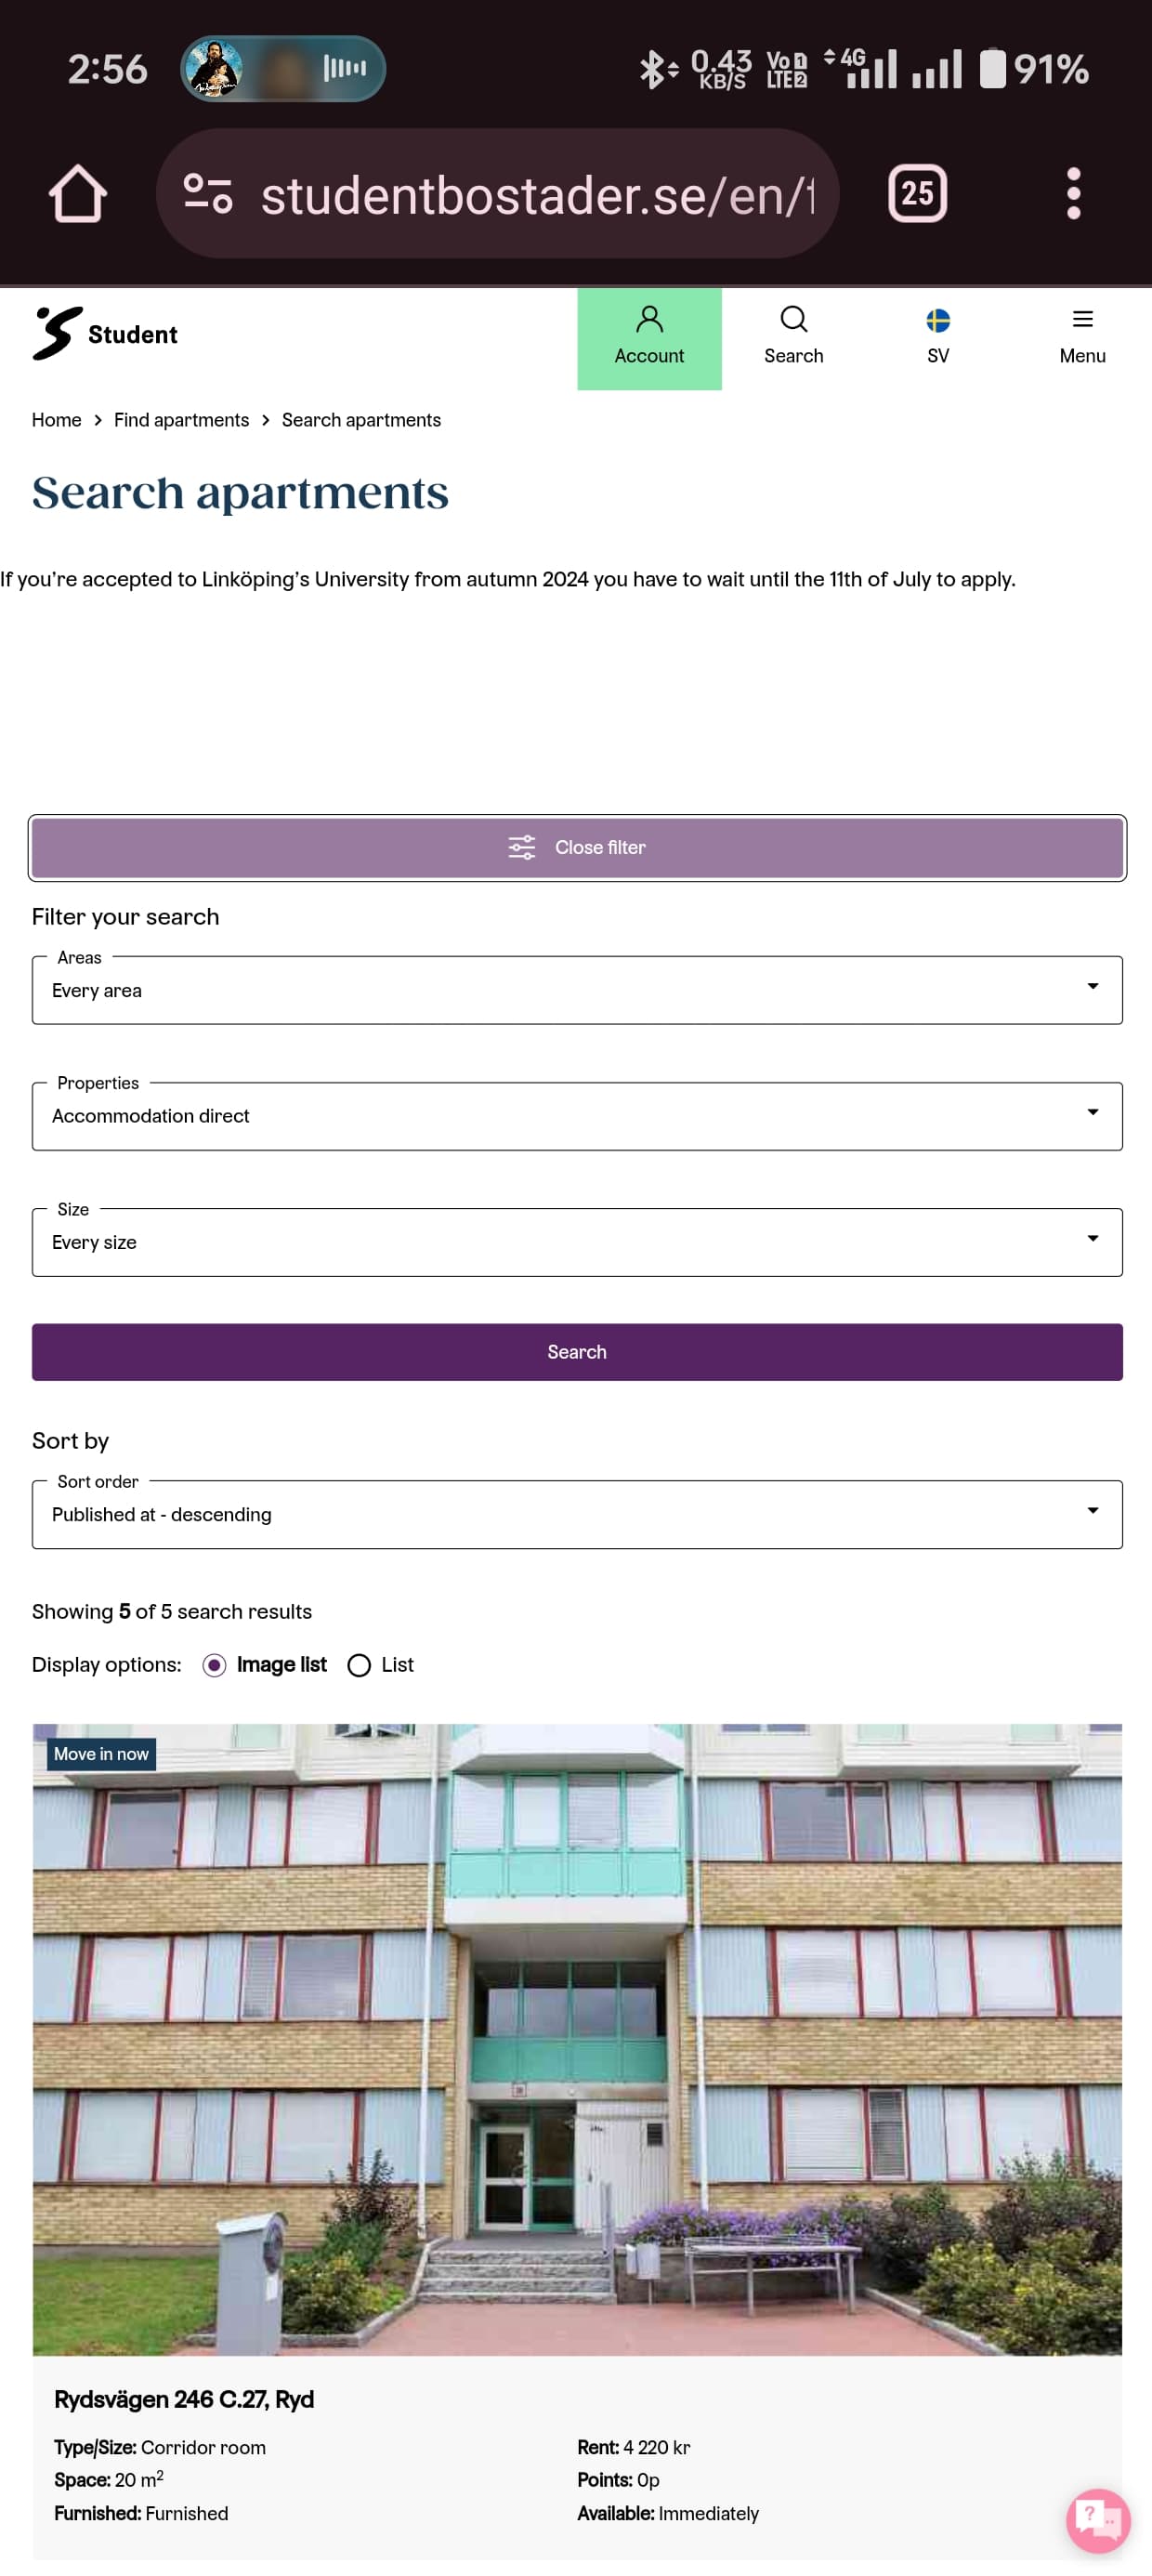 2:56
0.43 KB/S Vo 1 LTE 2 4G 91%
studentbostader.se/en/f
25
Student
Account
Search
SV
Menu
Home > Find apartments > Search apartments
Search apartments
If you're accepted to Linköping's University from autumn 2024 you have to wait until the 11th of July to apply.
Close filter
Filter your search
Areas
Every area
Properties
Accommodation direct
Size
Every size
Search
Sort by
Sort order
Published at - descending
Showing 5 of 5 search results
Display options: Image list List
Move in now
Rydsvägen 246 C.27, Ryd
Type/Size: Corridor room
Rent: 4 220 kr
Space: 20 m²
Points: 0p
Furnished: Furnished
Available: Immediately
?